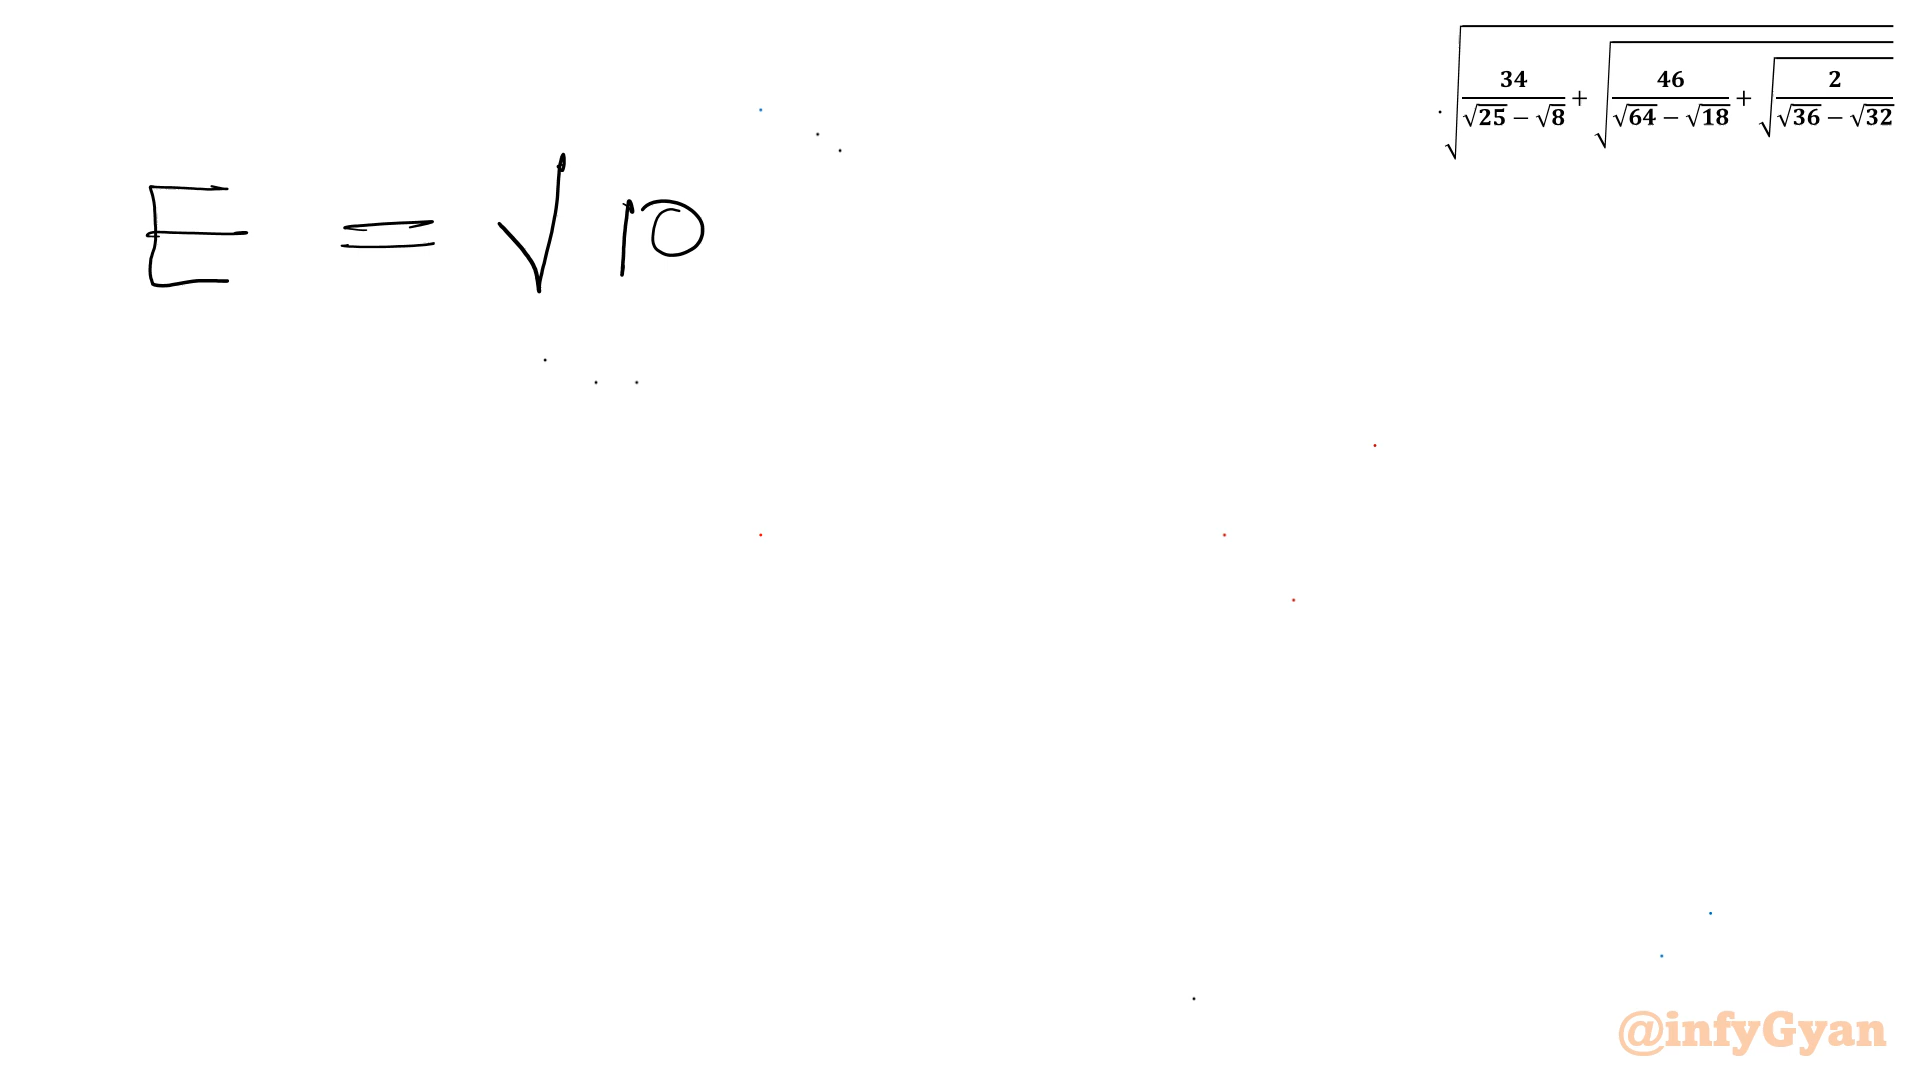 √(34/(√25 − √8) + √(46/(√64 − √18) + √(2/(√36 − √32))))
E = √ 10
@infyGyan